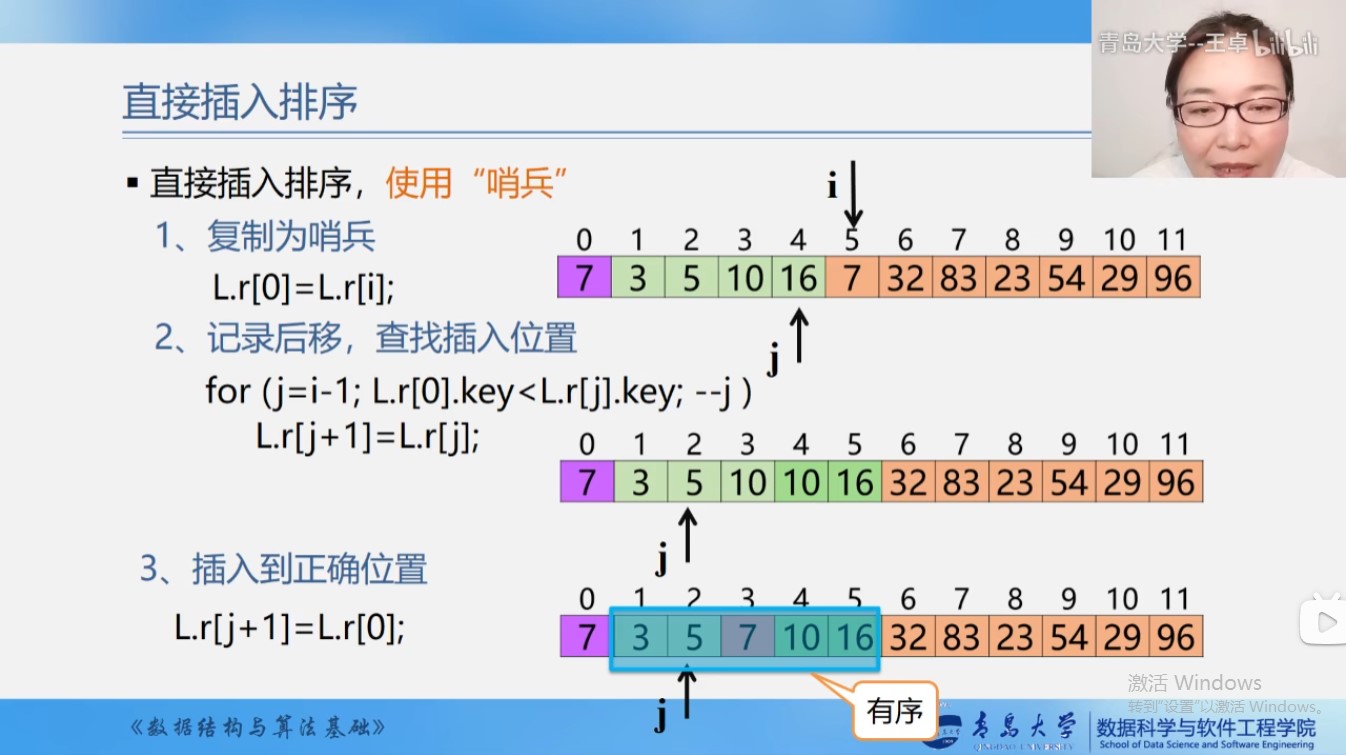 青岛大学--王卓 bilibili
直接插入排序
▪ 直接插入排序，使用“哨兵”
i
1、复制为哨兵
0 1 2 3 4 5 6 7 8 9 10 11
7 3 5 10 16 7 32 83 23 54 29 96
L.r[0]=L.r[i];
j
2、记录后移，查找插入位置
for (j=i-1; L.r[0].key<L.r[j].key; --j )
L.r[j+1]=L.r[j];
0 1 2 3 4 5 6 7 8 9 10 11
7 3 5 10 10 16 32 83 23 54 29 96
j
3、插入到正确位置
0 1 2 3 4 5 6 7 8 9 10 11
7 3 5 7 10 16 32 83 23 54 29 96
L.r[j+1]=L.r[0];
j
有序
激活 Windows
转到“设置”以激活 Windows。
《数据结构与算法基础》
青岛大学
QINGDAO UNIVERSITY
数据科学与软件工程学院
School of Data Science and Software Engineering